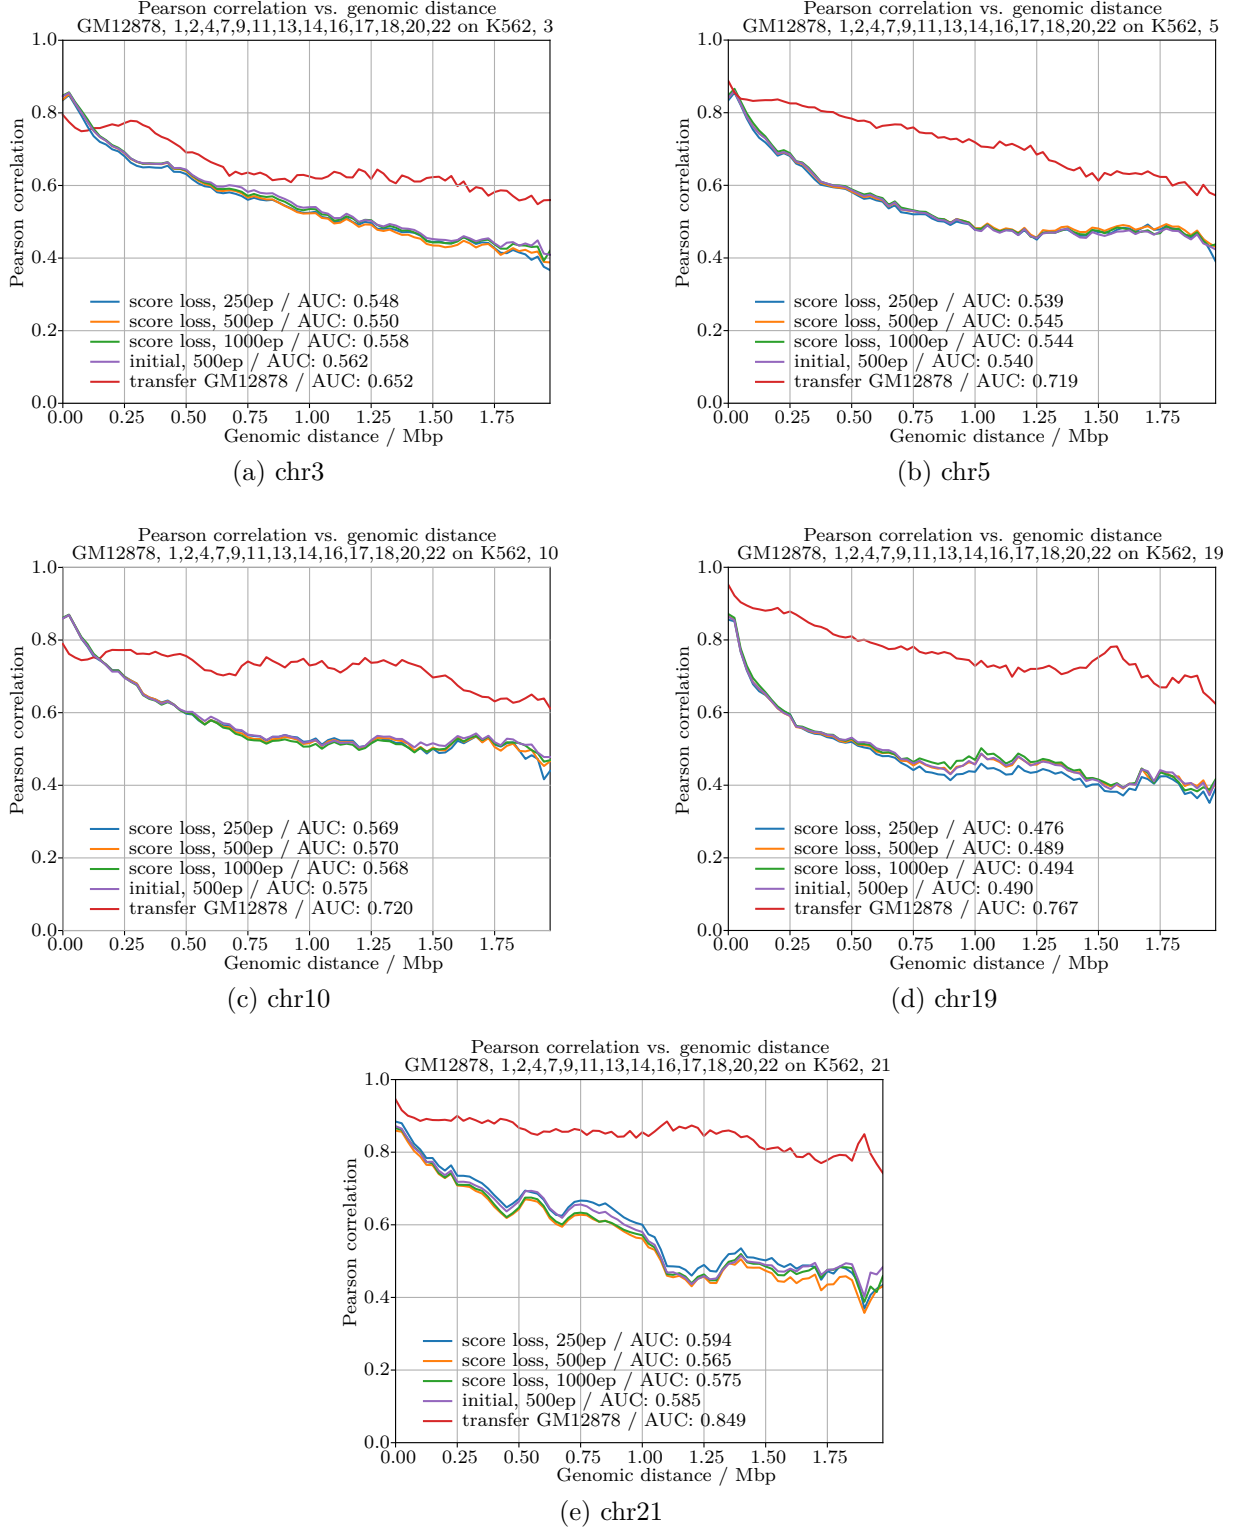 Pearson correlation vs. genomic distance
GM12878, 1,2,4,7,9,11,13,14,16,17,18,20,22 on K562, 3
1.0
0.8
0.6
0.4
0.2
0.0
Pearson correlation
score loss, 250ep / AUC: 0.548
score loss, 500ep / AUC: 0.550
score loss, 1000ep / AUC: 0.558
initial, 500ep / AUC: 0.562
transfer GM12878 / AUC: 0.652
0.00 0.25 0.50 0.75 1.00 1.25 1.50 1.75
Genomic distance / Mbp
(a) chr3
Pearson correlation vs. genomic distance
GM12878, 1,2,4,7,9,11,13,14,16,17,18,20,22 on K562, 5
1.0
0.8
0.6
0.4
0.2
0.0
Pearson correlation
score loss, 250ep / AUC: 0.539
score loss, 500ep / AUC: 0.545
score loss, 1000ep / AUC: 0.544
initial, 500ep / AUC: 0.540
transfer GM12878 / AUC: 0.719
0.00 0.25 0.50 0.75 1.00 1.25 1.50 1.75
Genomic distance / Mbp
(b) chr5
Pearson correlation vs. genomic distance
GM12878, 1,2,4,7,9,11,13,14,16,17,18,20,22 on K562, 10
1.0
0.8
0.6
0.4
0.2
0.0
Pearson correlation
score loss, 250ep / AUC: 0.569
score loss, 500ep / AUC: 0.570
score loss, 1000ep / AUC: 0.568
initial, 500ep / AUC: 0.575
transfer GM12878 / AUC: 0.720
0.00 0.25 0.50 0.75 1.00 1.25 1.50 1.75
Genomic distance / Mbp
(c) chr10
Pearson correlation vs. genomic distance
GM12878, 1,2,4,7,9,11,13,14,16,17,18,20,22 on K562, 19
1.0
0.8
0.6
0.4
0.2
0.0
Pearson correlation
score loss, 250ep / AUC: 0.476
score loss, 500ep / AUC: 0.489
score loss, 1000ep / AUC: 0.494
initial, 500ep / AUC: 0.490
transfer GM12878 / AUC: 0.767
0.00 0.25 0.50 0.75 1.00 1.25 1.50 1.75
Genomic distance / Mbp
(d) chr19
Pearson correlation vs. genomic distance
GM12878, 1,2,4,7,9,11,13,14,16,17,18,20,22 on K562, 21
1.0
0.8
0.6
0.4
0.2
0.0
Pearson correlation
score loss, 250ep / AUC: 0.594
score loss, 500ep / AUC: 0.565
score loss, 1000ep / AUC: 0.575
initial, 500ep / AUC: 0.585
transfer GM12878 / AUC: 0.849
0.00 0.25 0.50 0.75 1.00 1.25 1.50 1.75
Genomic distance / Mbp
(e) chr21